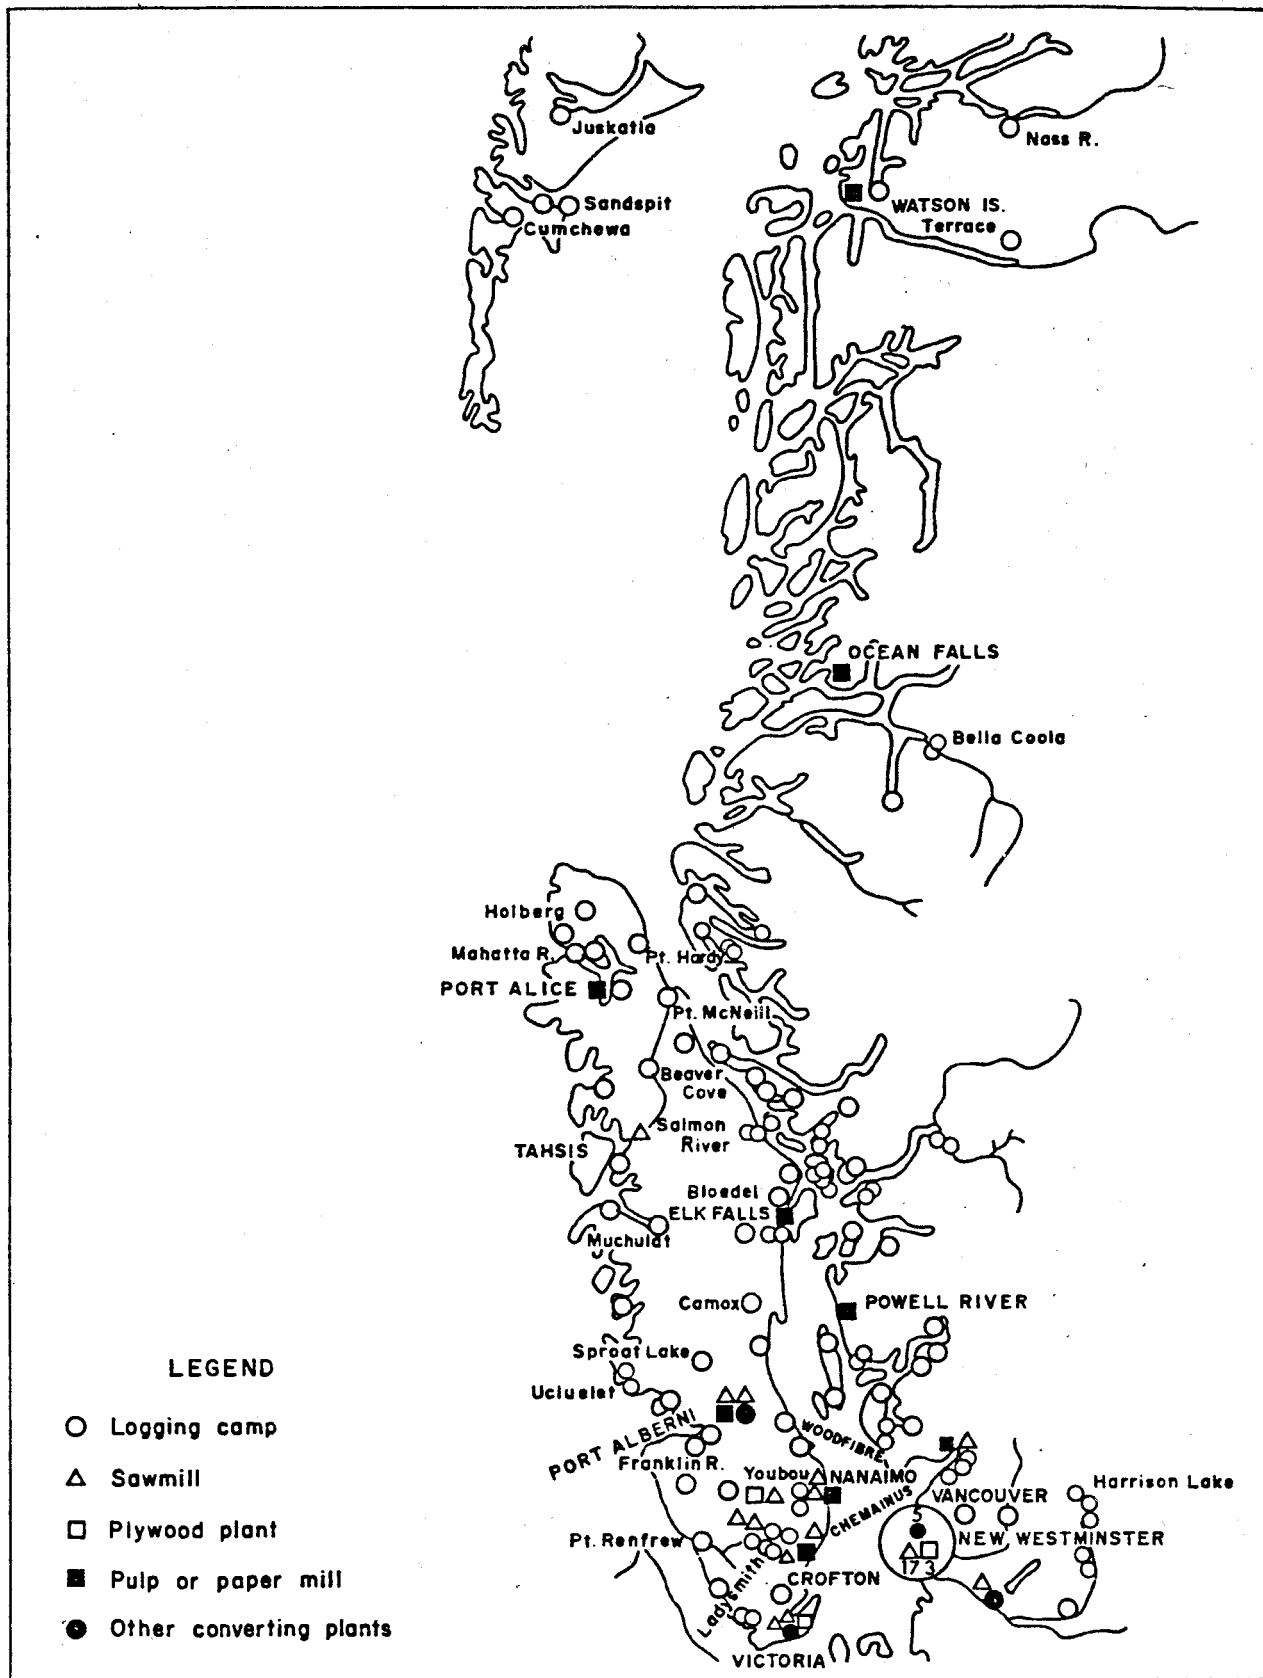 Juskatia
Nass R.
Sandspit
Cumchewa
WATSON IS.
Terrace
OCEAN FALLS
Bella Coola
Holberg
Mahatta R.
Pt. Hardy
PORT ALICE
Pt. McNeill
Beaver
Cove
Salmon
River
TAHSIS
Bloedel
ELK FALLS
Muchuldt
Camox
POWELL RIVER
Sproat Lake
Ucluelet
PORT ALBERNI
WOODFIBRE
Franklin R.
Youbou
NANAIMO
CHEMAINUS
VANCOUVER
Harrison Lake
5
NEW WESTMINSTER
17 3
Pt. Renfrew
Ladysmith
CROFTON
VICTORIA
LEGEND
Logging camp
Sawmill
Plywood plant
Pulp or paper mill
Other converting plants